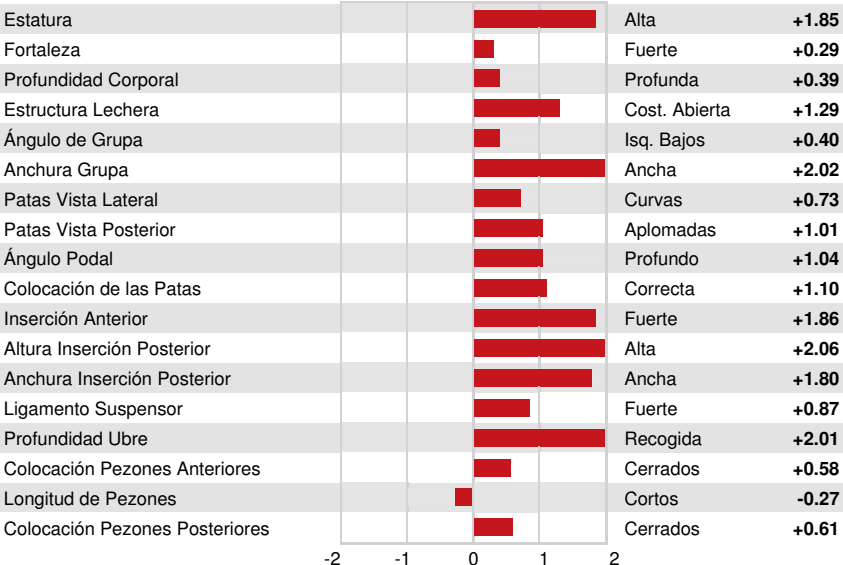 Estatura Alta +1.85
Fortaleza Fuerte +0.29
Profundidad Corporal Profunda +0.39
Estructura Lechera Cost. Abierta +1.29
Ángulo de Grupa Isq. Bajos +0.40
Anchura Grupa Ancha +2.02
Patas Vista Lateral Curvas +0.73
Patas Vista Posterior Aplomadas +1.01
Ángulo Podal Profundo +1.04
Colocación de las Patas Correcta +1.10
Inserción Anterior Fuerte +1.86
Altura Inserción Posterior Alta +2.06
Anchura Inserción Posterior Ancha +1.80
Ligamento Suspensor Fuerte +0.87
Profundidad Ubre Recogida +2.01
Colocación Pezones Anteriores Cerrados +0.58
Longitud de Pezones Cortos -0.27
Colocación Pezones Posteriores Cerrados +0.61
-2 -1 0 1 2